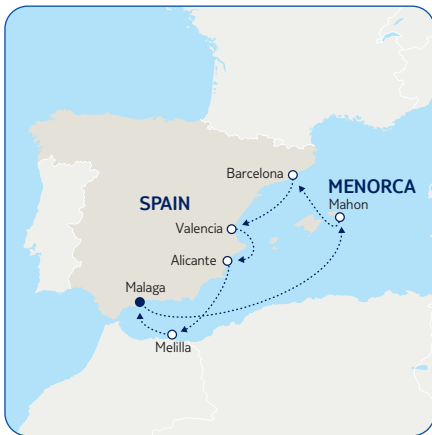 Barcelona
MENORCA
Mahon
SPAIN
Valencia
Alicante
Malaga
Melilla